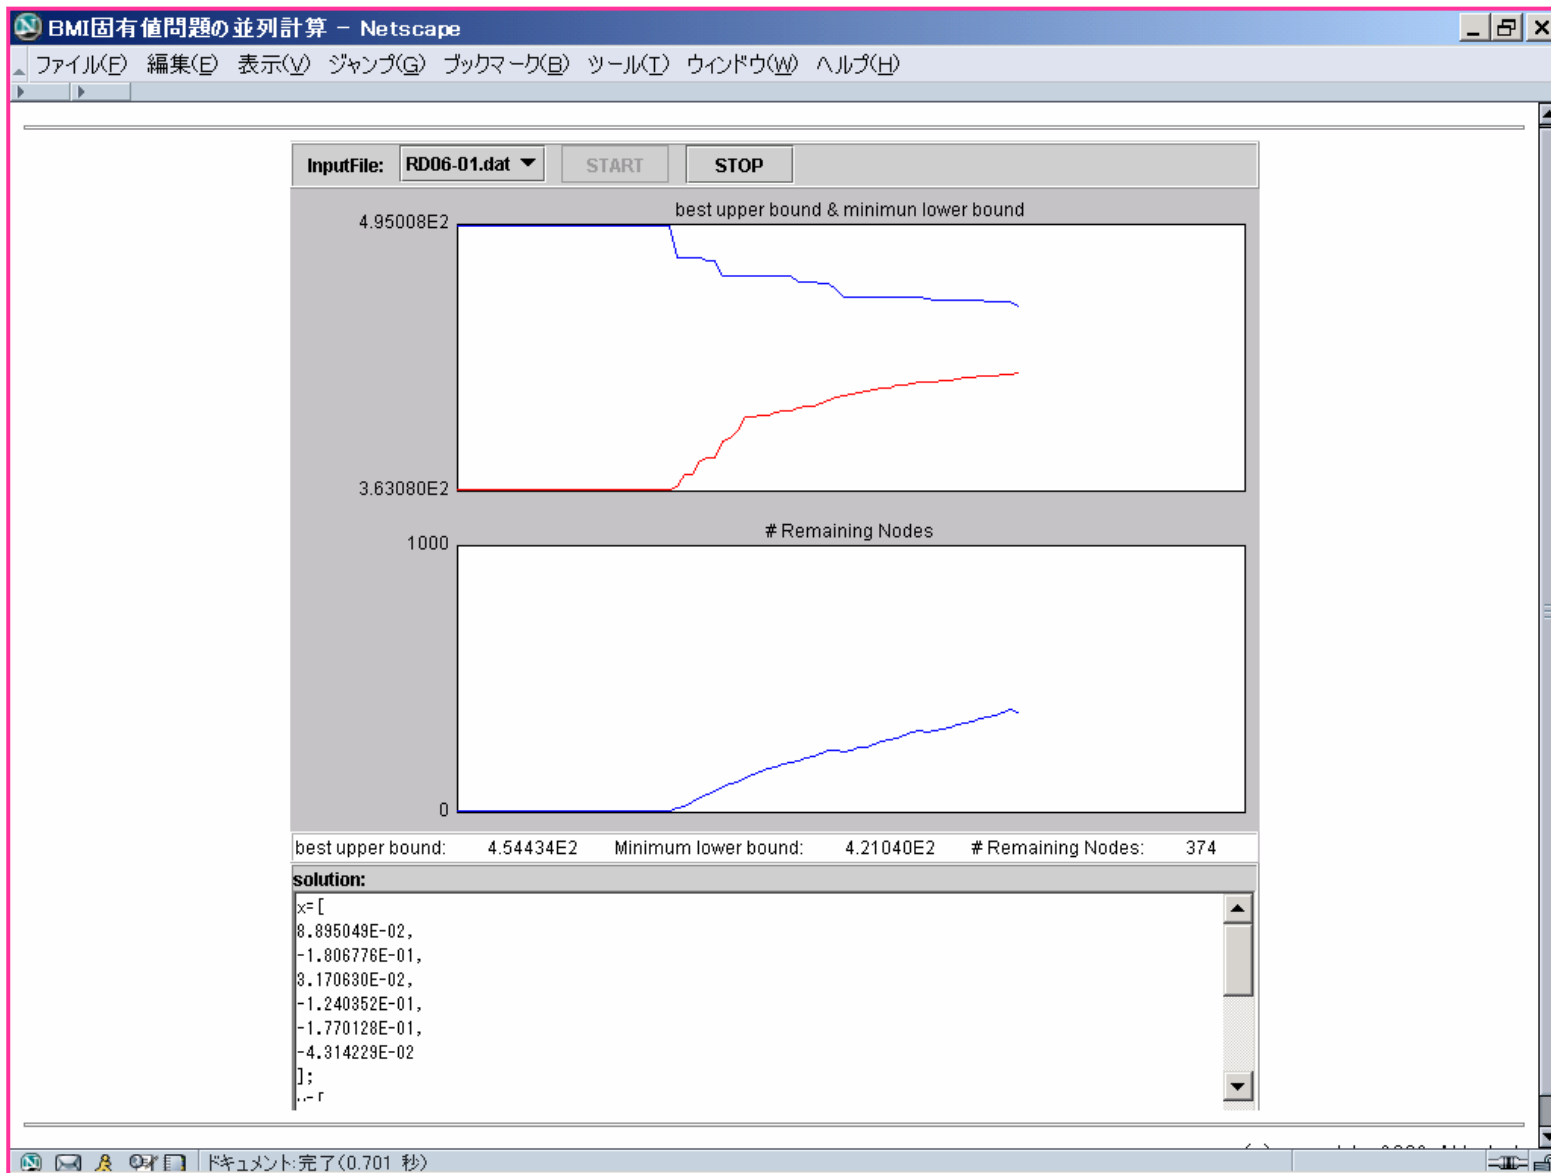 BMI固有値問題の並列計算 - Netscape
ファイル(F) 編集(E) 表示(V) ジャンプ(G) ブックマーク(B) ツール(T) ウィンドウ(W) ヘルプ(H)
InputFile: RD06-01.dat START STOP
best upper bound & minimun lower bound
4.95008E2
3.63080E2
# Remaining Nodes
1000
0
best upper bound: 4.54434E2 Minimum lower bound: 4.21040E2 # Remaining Nodes: 374
solution:
x=[
8.895049E-02,
-1.806776E-01,
3.170630E-02,
-1.240352E-01,
-1.770128E-01,
-4.314229E-02
];
ドキュメント:完了(0.701 秒)